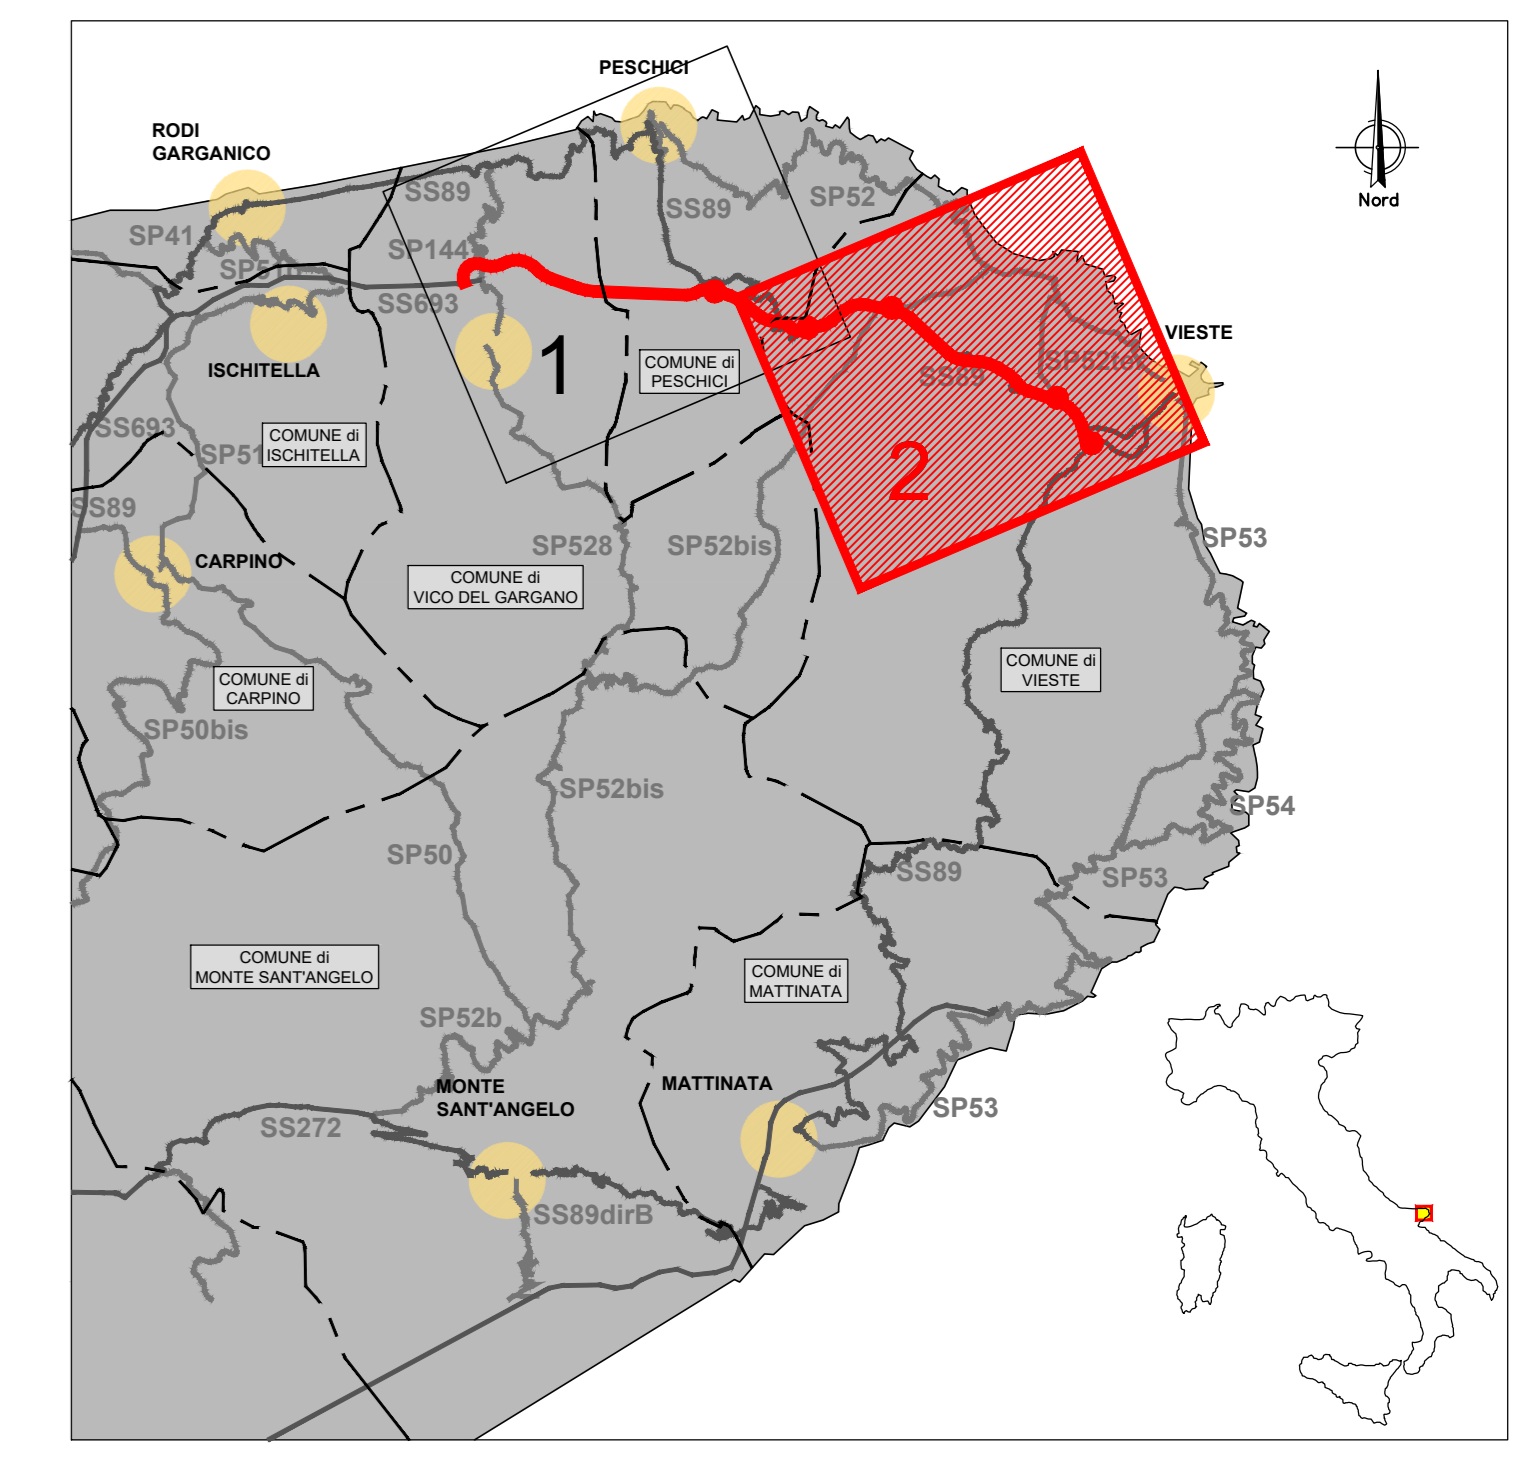 PESCHICI
RODI
GARGANICO
Nord
SS89
SP52
SS89
SP41
SP144
SS693
VIESTE
1
COMUNE di
PESCHICI
SS89
ISCHITELLA
2
SS693
COMUNE di
ISCHITELLA
SP51
SS89
SP53
SP528
SP52bis
CARPINO
COMUNE di
VICO DEL GARGANO
COMUNE di
VIESTE
COMUNE di
CARPINO
SP50bis
SP52bis
SP54
SP50
SS89
SP53
COMUNE di
MONTE SANT'ANGELO
COMUNE di
MATTINATA
SP52b
MONTE
SANT'ANGELO
MATTINATA
SP53
SS272
SS89dirB